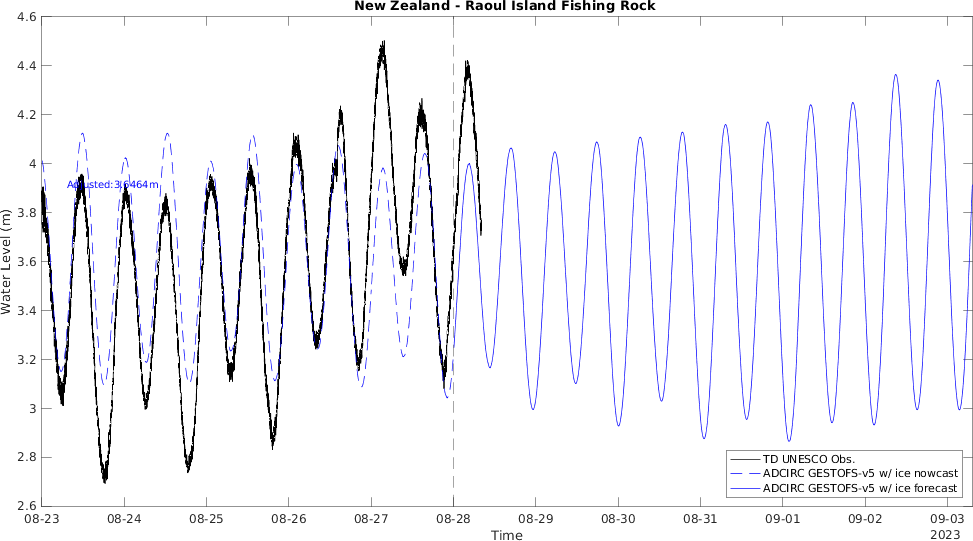 New Zealand - Raoul Island Fishing Rock
4.6
4.4
4.2
4
3.8
3.6
3.4
3.2
3
2.8
2.6
Water Level (m)
Adjusted:3.6464m
TD UNESCO Obs.
ADCIRC GESTOFS-v5 w/ ice nowcast
ADCIRC GESTOFS-v5 w/ ice forecast
08-23 08-24 08-25 08-26 08-27 08-28 08-29 08-30 08-31 09-01 09-02 09-03
2023
Time